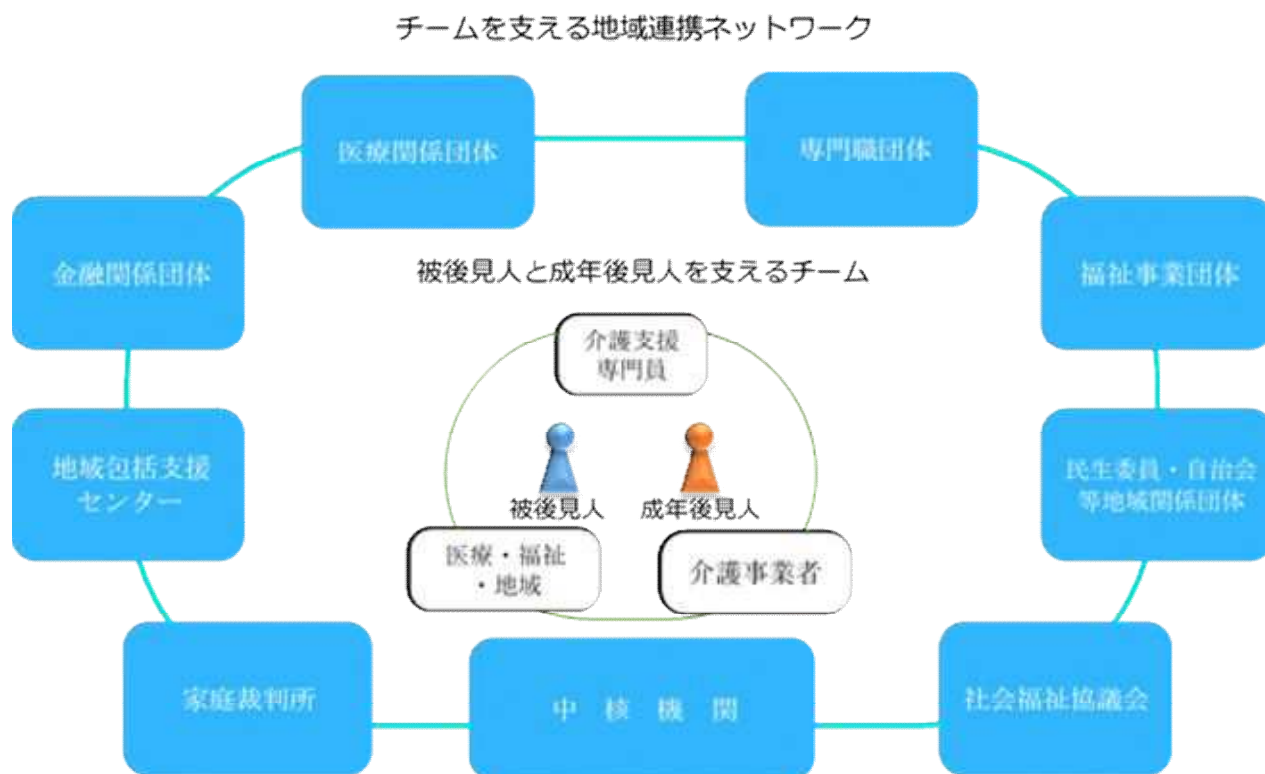 チームを支える地域連携ネットワーク
医療関係団体
専門職団体
金融関係団体
福祉事業団体
被後見人と成年後見人を支えるチーム
介護支援
専門員
地域包括支援
センター
民生委員・自治会
等地域関係団体
被後見人
成年後見人
医療・福祉
・地域
介護事業者
家庭裁判所
中核機関
社会福祉協議会